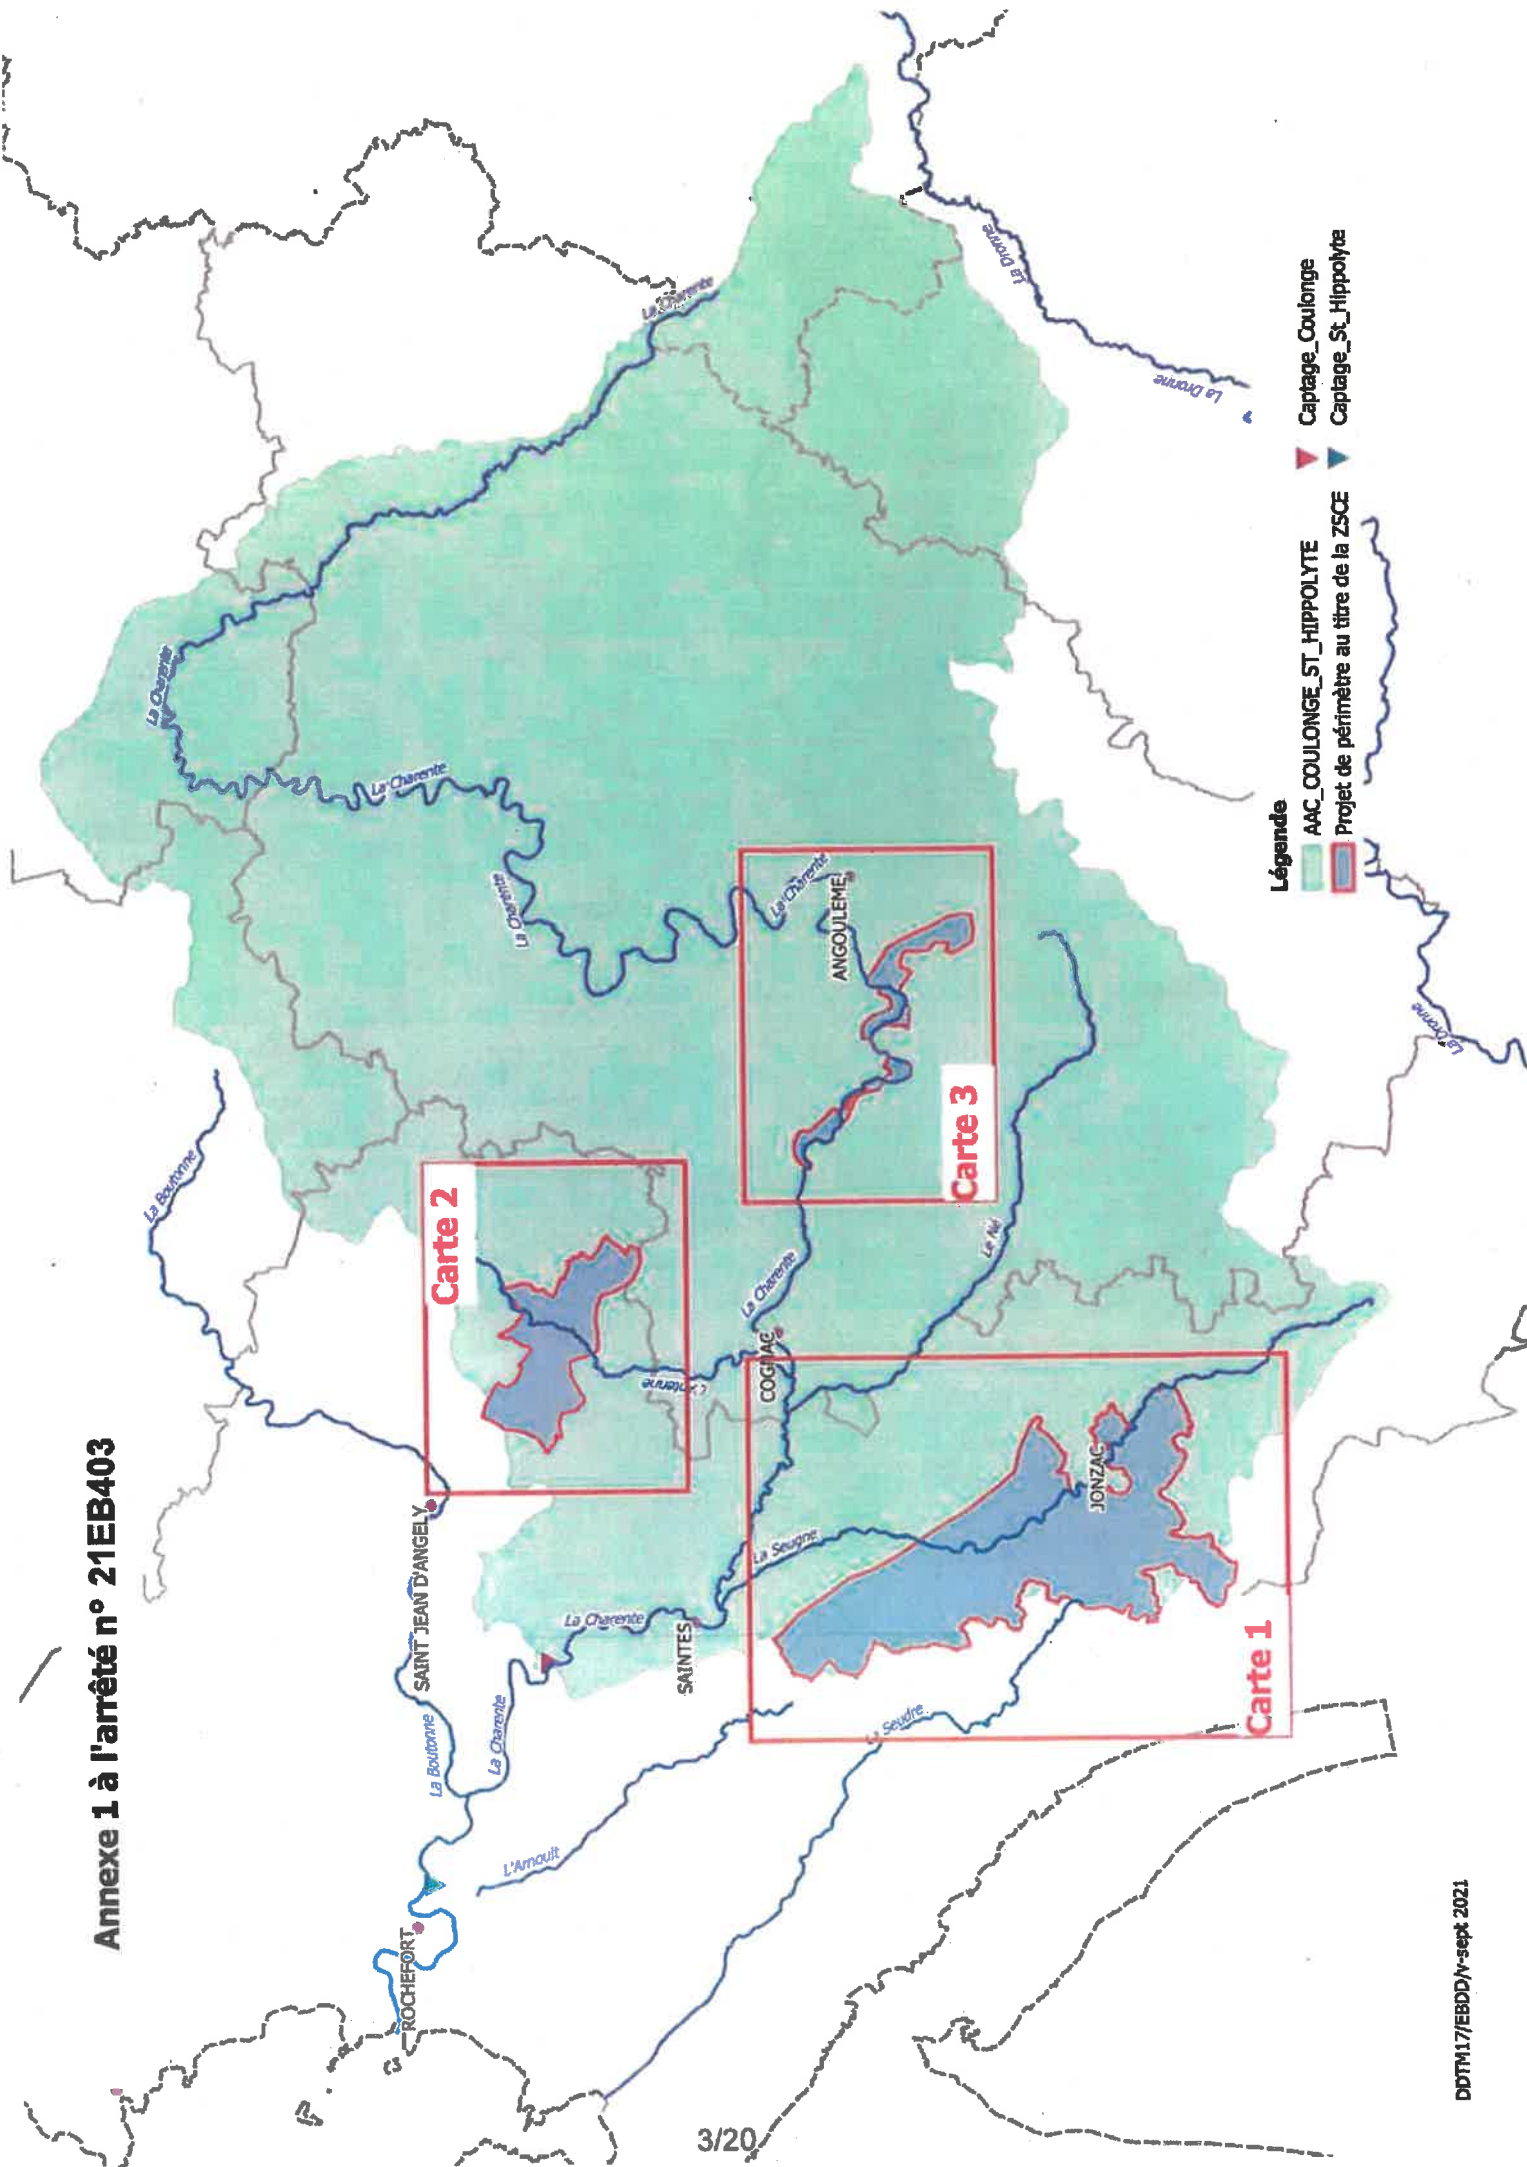 Annexe 1 à l'arrêté n° 21EB403
La Boutonne
La Charente
La Charente
La Charente
La Charente
SAINT JEAN D'ANGELY
Carte 2
ROCHEFORT
La Boutonne
La Charente
L'Arnoult
La Charente
SAINTES
L'Antenne
COGNAC
La Charente
La Charente
ANGOULEME
Carte 3
La Seugne
Le Né
La Seudre
JONZAC
Carte 1
La Dronne
La Dronne
La Dronne
Légende
AAC_COULONGE_ST_HIPPOLYTE
Projet de périmètre au titre de la ZSCE
Captage_Coulonge
Captage_St_Hippolyte
DDTM17/EBDD/v-sept 2021
3/20